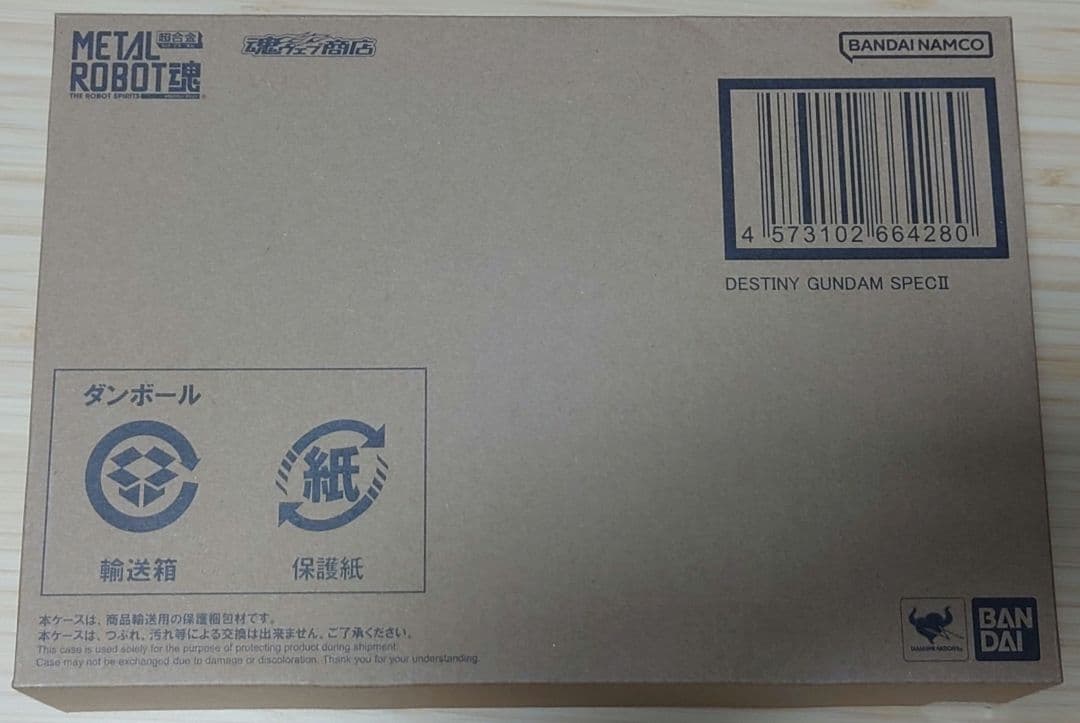 METAL 超合金
ROBOT魂
THE ROBOT SPIRITS
魂ウェブ商店
BANDAI NAMCO
4 573102 664280
DESTINY GUNDAM SPECⅡ
ダンボール
紙
輸送箱
保護紙
本ケースは、商品輸送用の保護梱包材です。
本ケースは、つぶれ、汚れ等による交換は出来ません。ご了承ください。
This case is used solely for the purpose of protecting product during shipment.
Case may not be exchanged due to damage or discoloration. Thank you for your understanding.
TAMASHII NATIONS
BAN
DAI